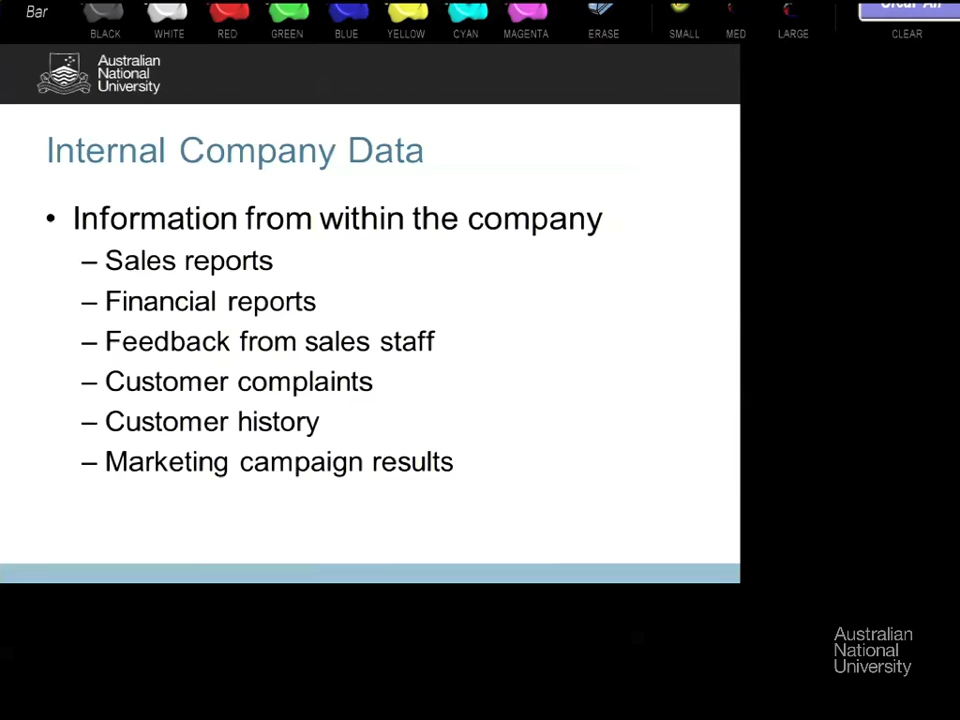 Bar
BLACK WHITE RED GREEN BLUE YELLOW CYAN MAGENTA ERASE SMALL MED LARGE CLEAR
Australian
National
University
Internal Company Data
• Information from within the company
– Sales reports
– Financial reports
– Feedback from sales staff
– Customer complaints
– Customer history
– Marketing campaign results
Australian
National
University